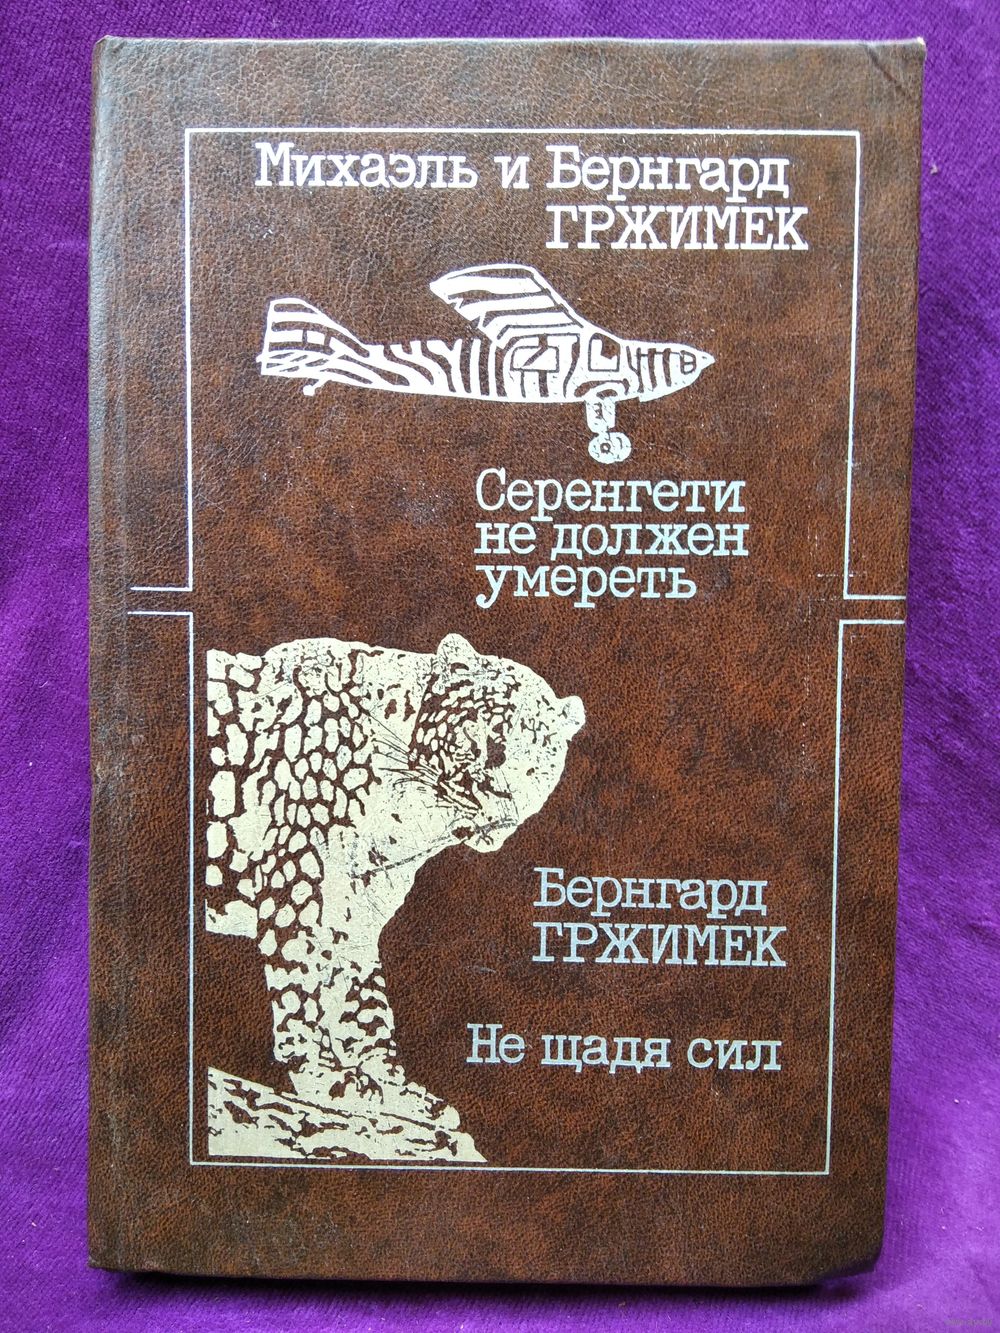 Михаэль и Бернгард
ГРЖИМЕК
Серенгети
не должен
умереть
Бернгард
ГРЖИМЕК
Не щадя сил